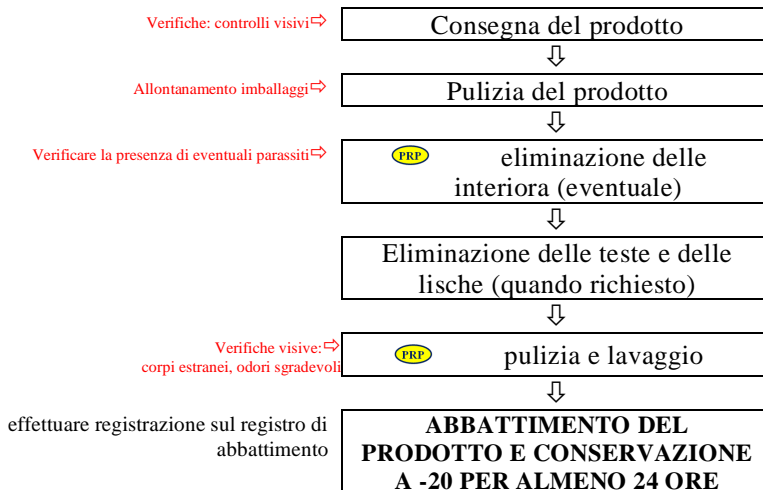 Verifiche: controlli visivi⇨
Consegna del prodotto
Allontanamento imballaggi⇨
Pulizia del prodotto
Verificare la presenza di eventuali parassiti⇨
PRP eliminazione delle
interiora (eventuale)
Eliminazione delle teste e delle
lische (quando richiesto)
Verifiche visive:⇨
corpi estranei, odori sgradevoli
PRP pulizia e lavaggio
effettuare registrazione sul registro di
abbattimento
ABBATTIMENTO DEL
PRODOTTO E CONSERVAZIONE
A -20 PER ALMENO 24 ORE